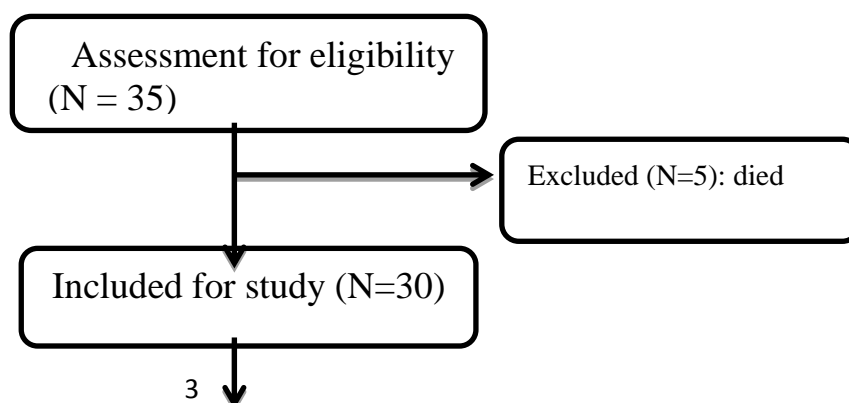 Assessment for eligibility
(N = 35)
Excluded (N=5): died
Included for study (N=30)
3